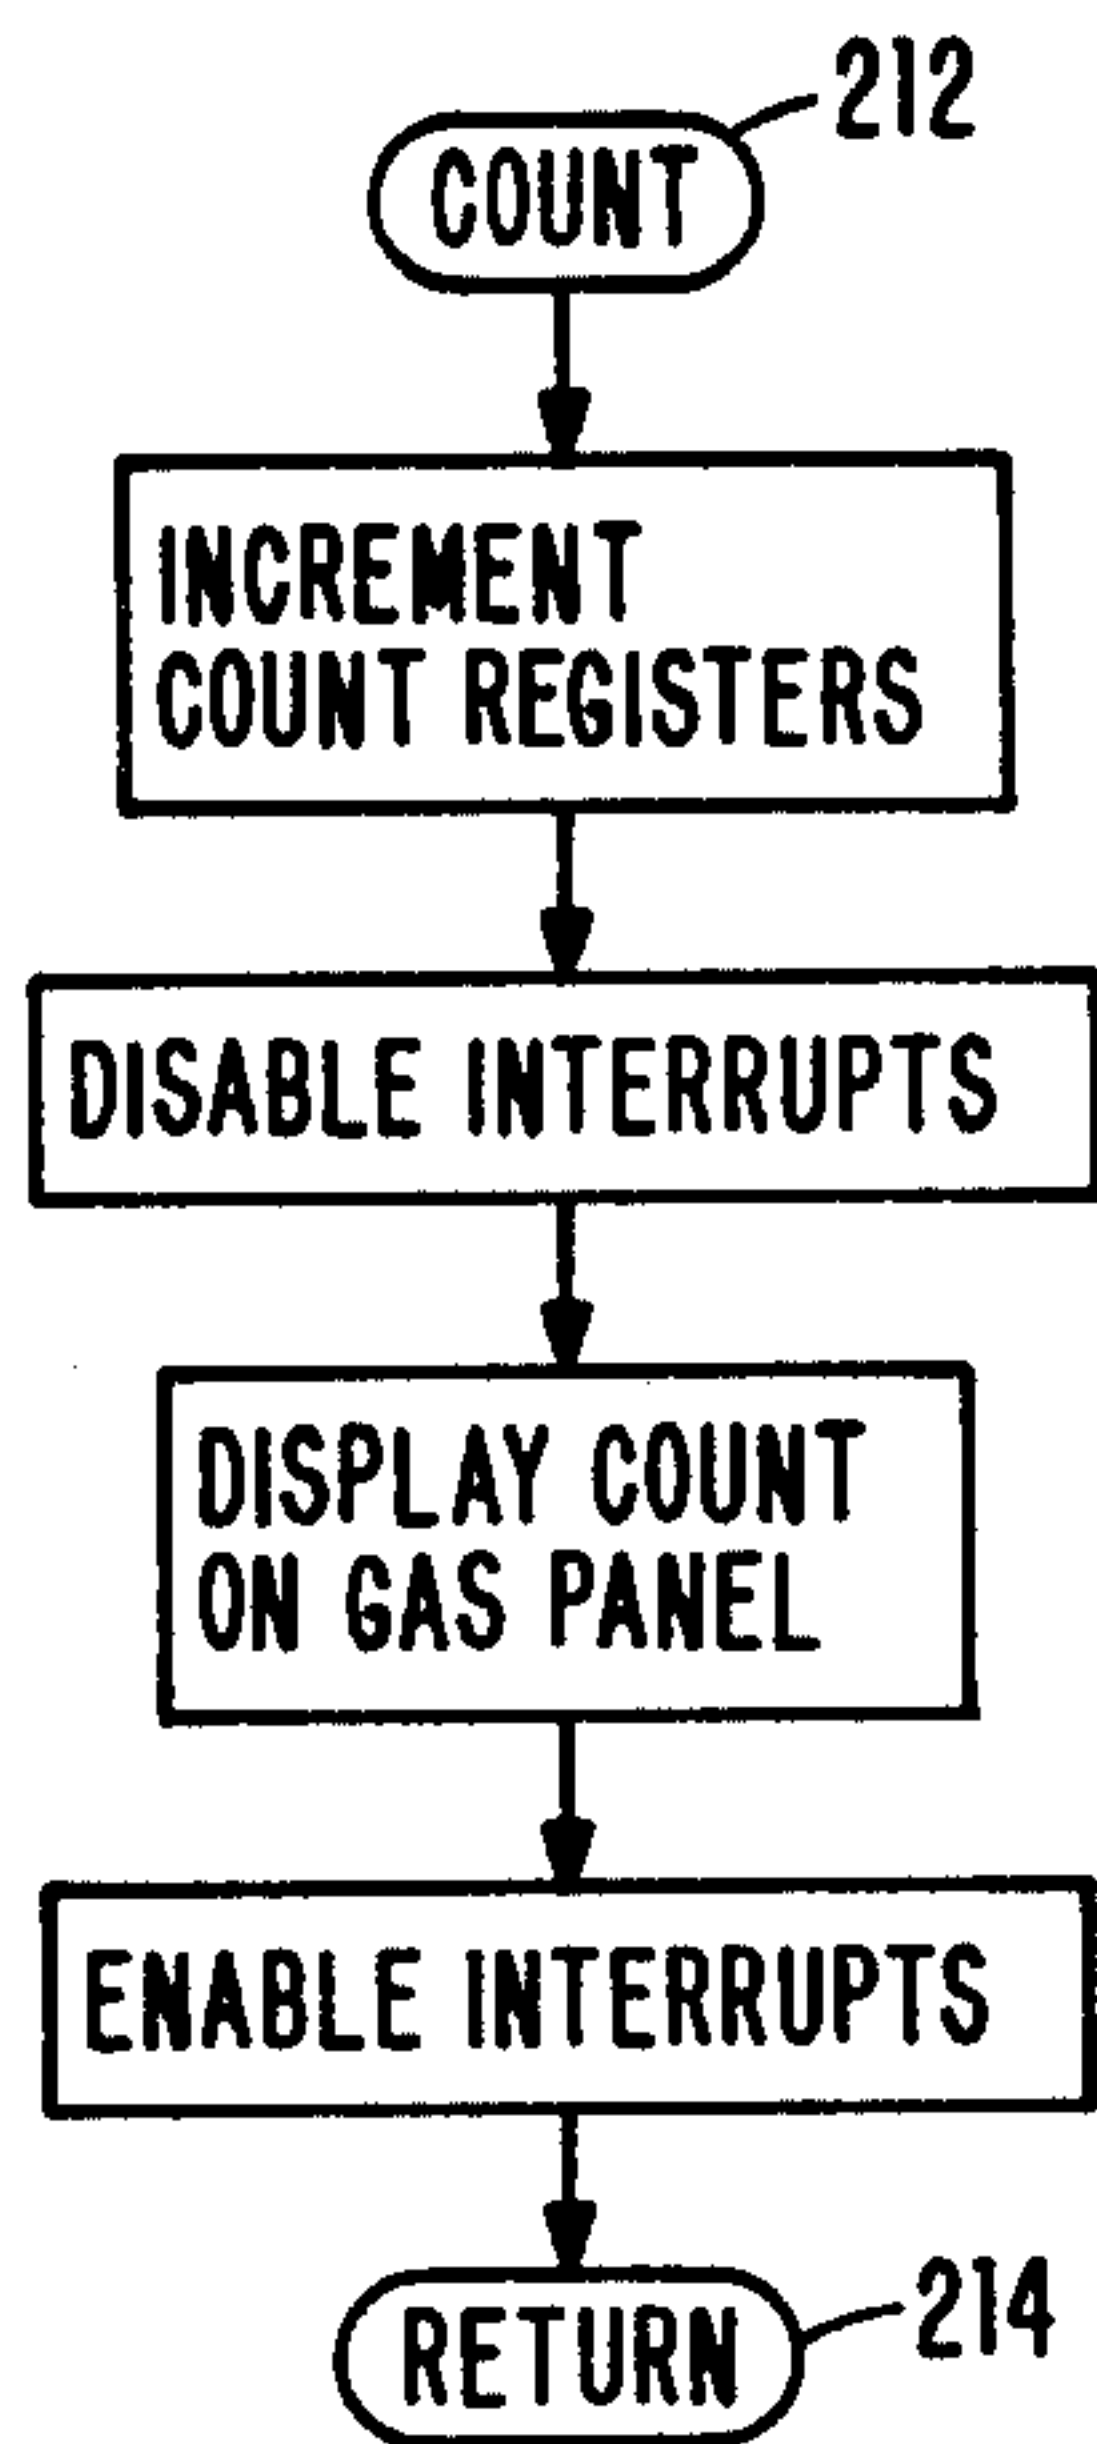 212
COUNT
INCREMENT
COUNT REGISTERS
DISABLE INTERRUPTS
DISPLAY COUNT
ON GAS PANEL
ENABLE INTERRUPTS
RETURN
214